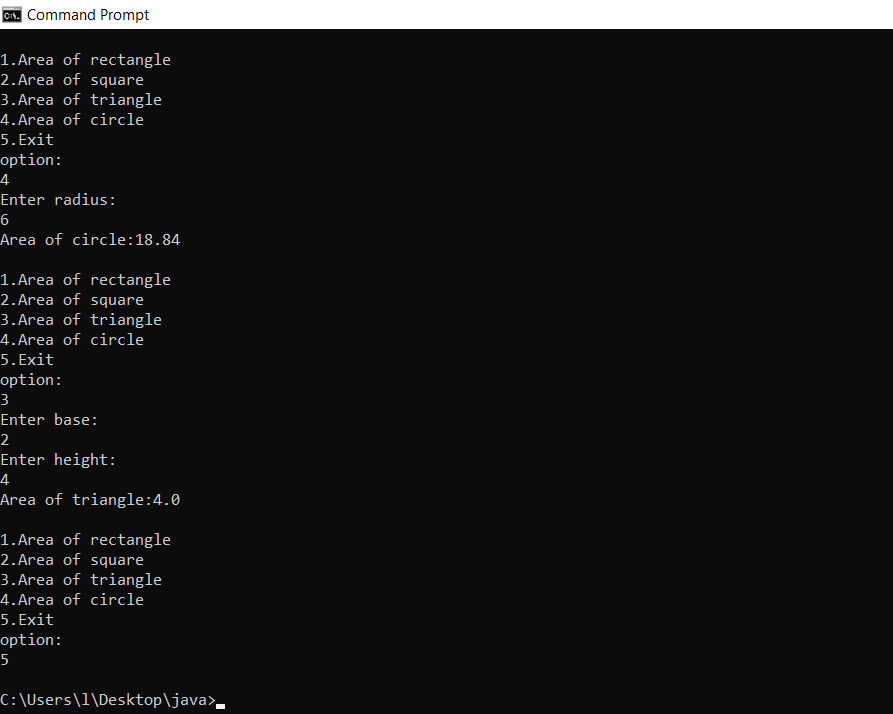 Command Prompt
1.Area of rectangle
2.Area of square
3.Area of triangle
4.Area of circle
5.Exit
option:
4
Enter radius:
6
Area of circle:18.84
1.Area of rectangle
2.Area of square
3.Area of triangle
4.Area of circle
5.Exit
option:
3
Enter base:
2
Enter height:
4
Area of triangle:4.0
1.Area of rectangle
2.Area of square
3.Area of triangle
4.Area of circle
5.Exit
option:
5
C:\Users\l\Desktop\java>